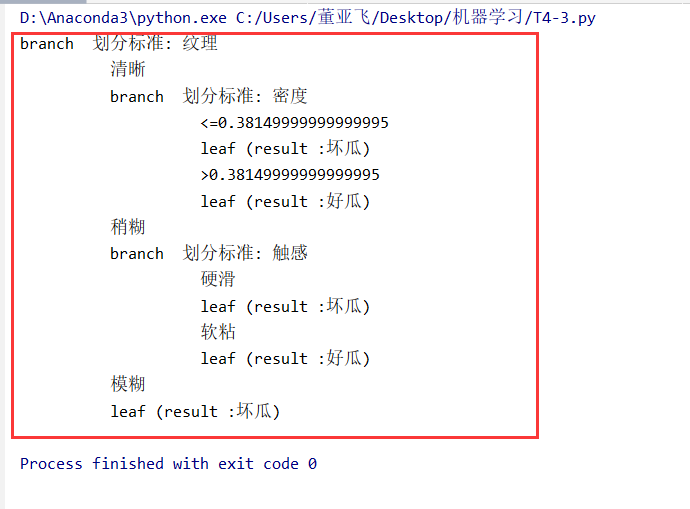 D:\Anaconda3\python.exe C:/Users/董亚飞/Desktop/机器学习/T4-3.py
branch  划分标准: 纹理
清晰
branch  划分标准: 密度
<=0.38149999999999995
leaf (result :坏瓜)
>0.38149999999999995
leaf (result :好瓜)
稍糊
branch  划分标准: 触感
硬滑
leaf (result :坏瓜)
软粘
leaf (result :好瓜)
模糊
leaf (result :坏瓜)
Process finished with exit code 0